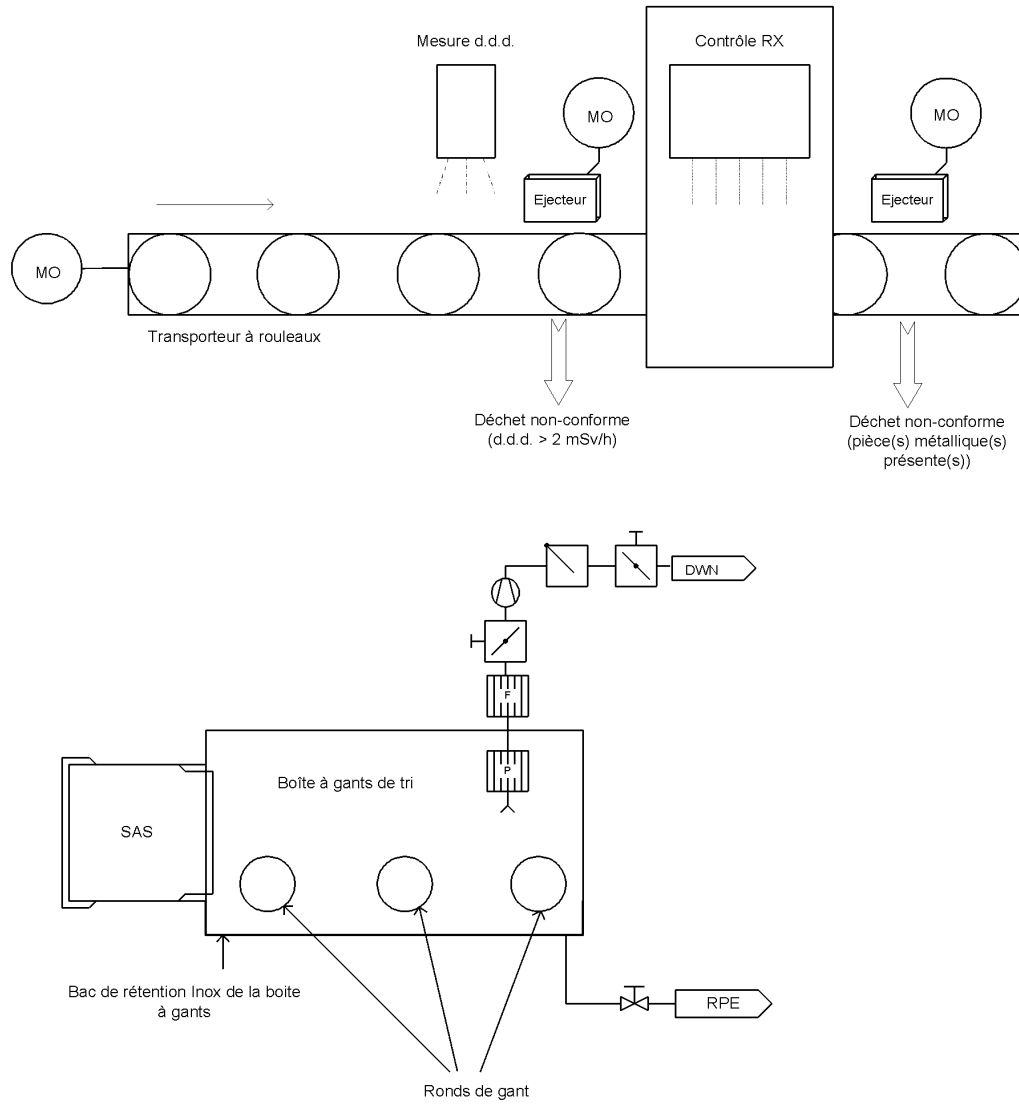 Mesure d.d.d.
Contrôle RX
MO
MO
Ejecteur
Ejecteur
MO
Transporteur à rouleaux
Déchet non-conforme
(d.d.d. > 2 mSv/h)
Déchet non-conforme
(pièce(s) métallique(s)
présente(s))
DWN
F
P
Boîte à gants de tri
SAS
Bac de rétention Inox de la boite
à gants
RPE
Ronds de gant